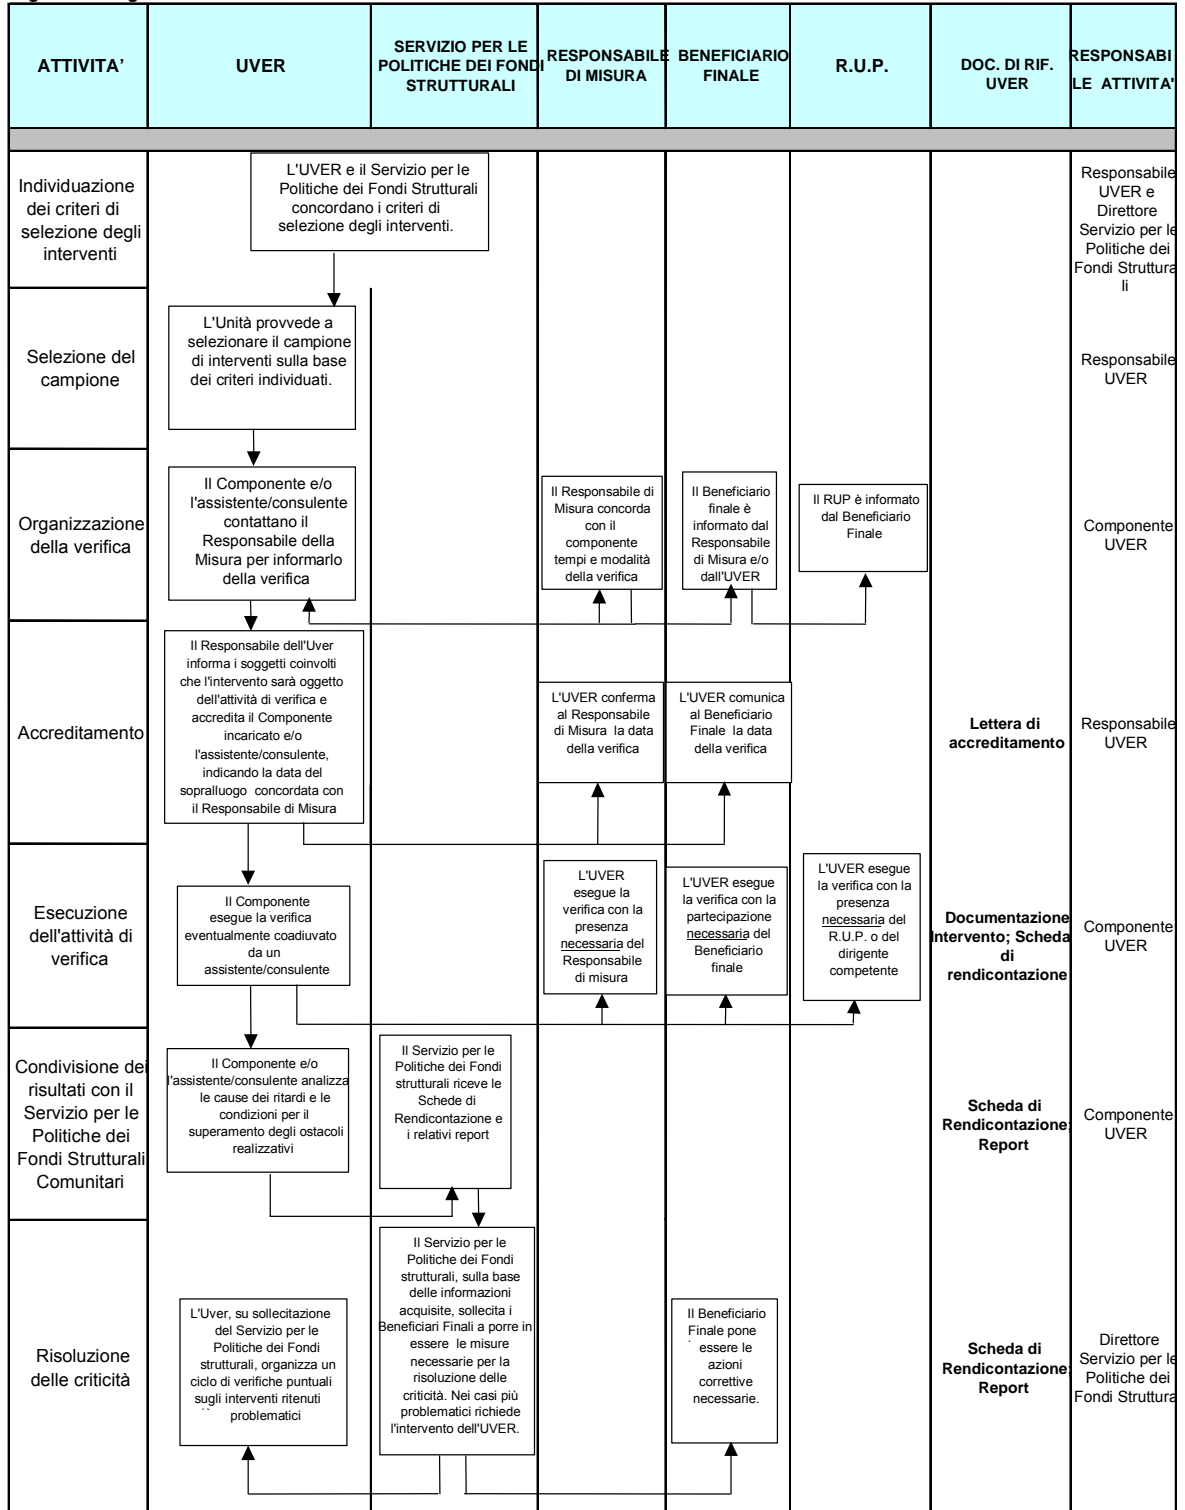 ATTIVITA'
UVER
SERVIZIO PER LE
POLITICHE DEI FONDI
STRUTTURALI
RESPONSABILE
DI MISURA
BENEFICIARIO
FINALE
R.U.P.
DOC. DI RIF.
UVER
RESPONSABI
LE ATTIVITA'
Individuazione
dei criteri di
selezione degli
interventi
L'UVER e il Servizio per le
Politiche dei Fondi Strutturali
concordano i criteri di
selezione degli interventi.
Responsabile
UVER e
Direttore
Servizio per le
Politiche dei
Fondi Struttura
li
Selezione del
campione
L'Unità provvede a
selezionare il campione
di interventi sulla base
dei criteri individuati.
Responsabile
UVER
Organizzazione
della verifica
Il Componente e/o
l'assistente/consulente
contattano il
Responsabile della
Misura per informarlo
della verifica
Il Responsabile di
Misura concorda
con il
componente
tempi e modalità
della verifica
Il Beneficiario
finale è
informato dal
Responsabile
di Misura e/o
dall'UVER
Il RUP è informato
dal Beneficiario
Finale
Componente
UVER
Accreditamento
Il Responsabile dell'Uver
informa i soggetti coinvolti
che l'intervento sarà oggetto
dell'attività di verifica e
accredita il Componente
incaricato e/o
l'assistente/consulente,
indicando la data del
sopralluogo concordata con
il Responsabile di Misura
L'UVER conferma
al Responsabile
di Misura la data
della verifica
L'UVER comunica
al Beneficiario
Finale la data
della verifica
Lettera di
accreditamento
Responsabile
UVER
Esecuzione
dell'attività di
verifica
Il Componente
esegue la verifica
eventualmente coadiuvato
da un
assistente/consulente
L'UVER
esegue la
verifica con la
presenza
necessaria del
Responsabile
di misura
L'UVER esegue
la verifica con la
partecipazione
necessaria del
Beneficiario
finale
L'UVER esegue
la verifica con la
presenza
necessaria del
R.U.P. o del
dirigente
competente
Documentazione
Intervento; Scheda
di
rendicontazione
Componente
UVER
Condivisione dei
risultati con il
Servizio per le
Politiche dei
Fondi Strutturali
Comunitari
Il Componente e/o
l'assistente/consulente analizza
le cause dei ritardi e le
condizioni per il
superamento degli ostacoli
realizzativi
Il Servizio per le
Politiche dei Fondi
strutturali riceve le
Schede di
Rendicontazione e
i relativi report
Scheda di
Rendicontazione;
Report
Componente
UVER
Risoluzione
delle criticità
L'Uver, su sollecitazione
del Servizio per le
Politiche dei Fondi
strutturali, organizza un
ciclo di verifiche puntuali
sugli interventi ritenuti
problematici
Il Servizio per le
Politiche dei Fondi
strutturali, sulla base
delle informazioni
acquisite, sollecita i
Beneficiari Finali a porre in
essere le misure
necessarie per la
risoluzione delle
criticità. Nei casi più
problematici richiede
l'intervento dell'UVER.
Il Beneficiario
Finale pone
essere le
azioni
correttive
necessarie.
Scheda di
Rendicontazione;
Report
Direttore
Servizio per le
Politiche dei
Fondi Struttura